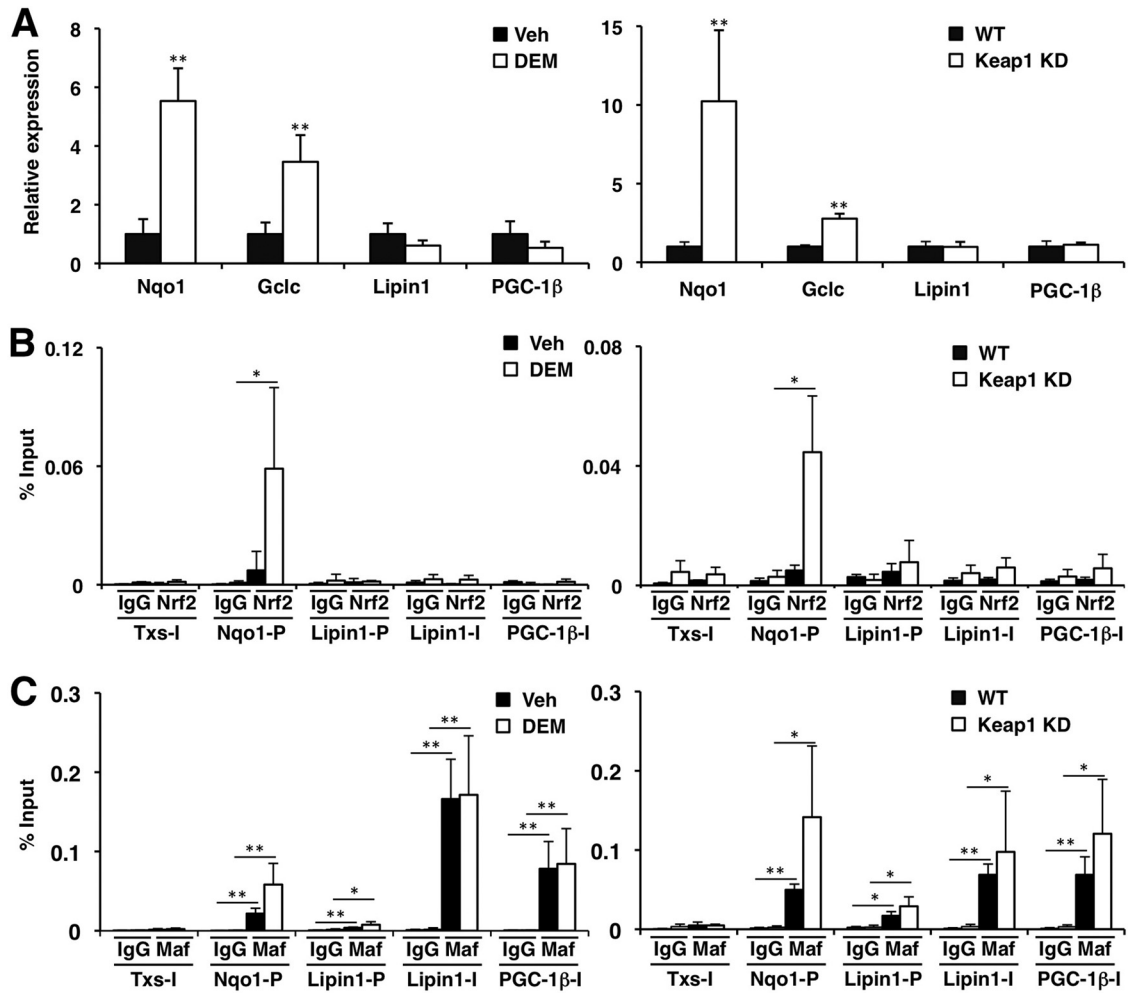 A
Relative expression
8
6
4
2
0
** **
Veh
DEM
Nqo1 Gclc Lipin1 PGC-1β
15
10
5
0
** **
WT
Keap1 KD
Nqo1 Gclc Lipin1 PGC-1β
B
% Input
0.12
0.06
0
*
Veh
DEM
IgG Nrf2 IgG Nrf2 IgG Nrf2 IgG Nrf2 IgG Nrf2
Txs-I Nqo1-P Lipin1-P Lipin1-I PGC-1β-I
0.08
0.04
0
*
WT
Keap1 KD
IgG Nrf2 IgG Nrf2 IgG Nrf2 IgG Nrf2 IgG Nrf2
Txs-I Nqo1-P Lipin1-P Lipin1-I PGC-1β-I
C
% Input
0.3
0.2
0.1
0
Veh
DEM
** ** ** * ** ** ** **
IgG Maf IgG Maf IgG Maf IgG Maf IgG Maf
Txs-I Nqo1-P Lipin1-P Lipin1-I PGC-1β-I
0.3
0.2
0.1
0
WT
Keap1 KD
** * * * ** * ** *
IgG Maf IgG Maf IgG Maf IgG Maf IgG Maf
Txs-I Nqo1-P Lipin1-P Lipin1-I PGC-1β-I